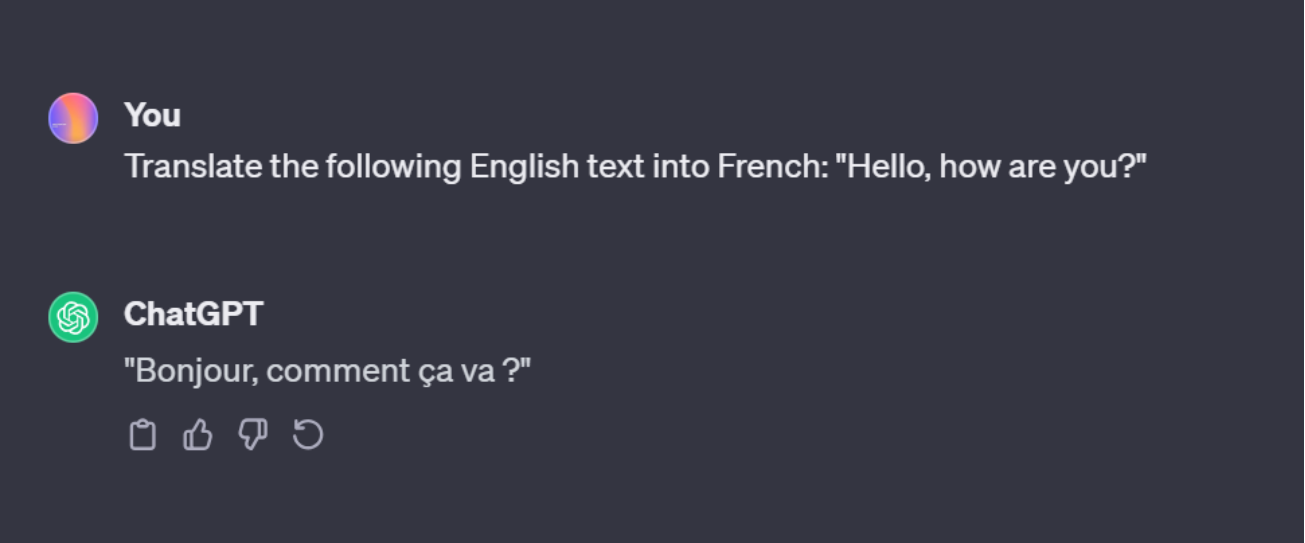 You
Translate the following English text into French: "Hello, how are you?"
ChatGPT
"Bonjour, comment ça va ?"